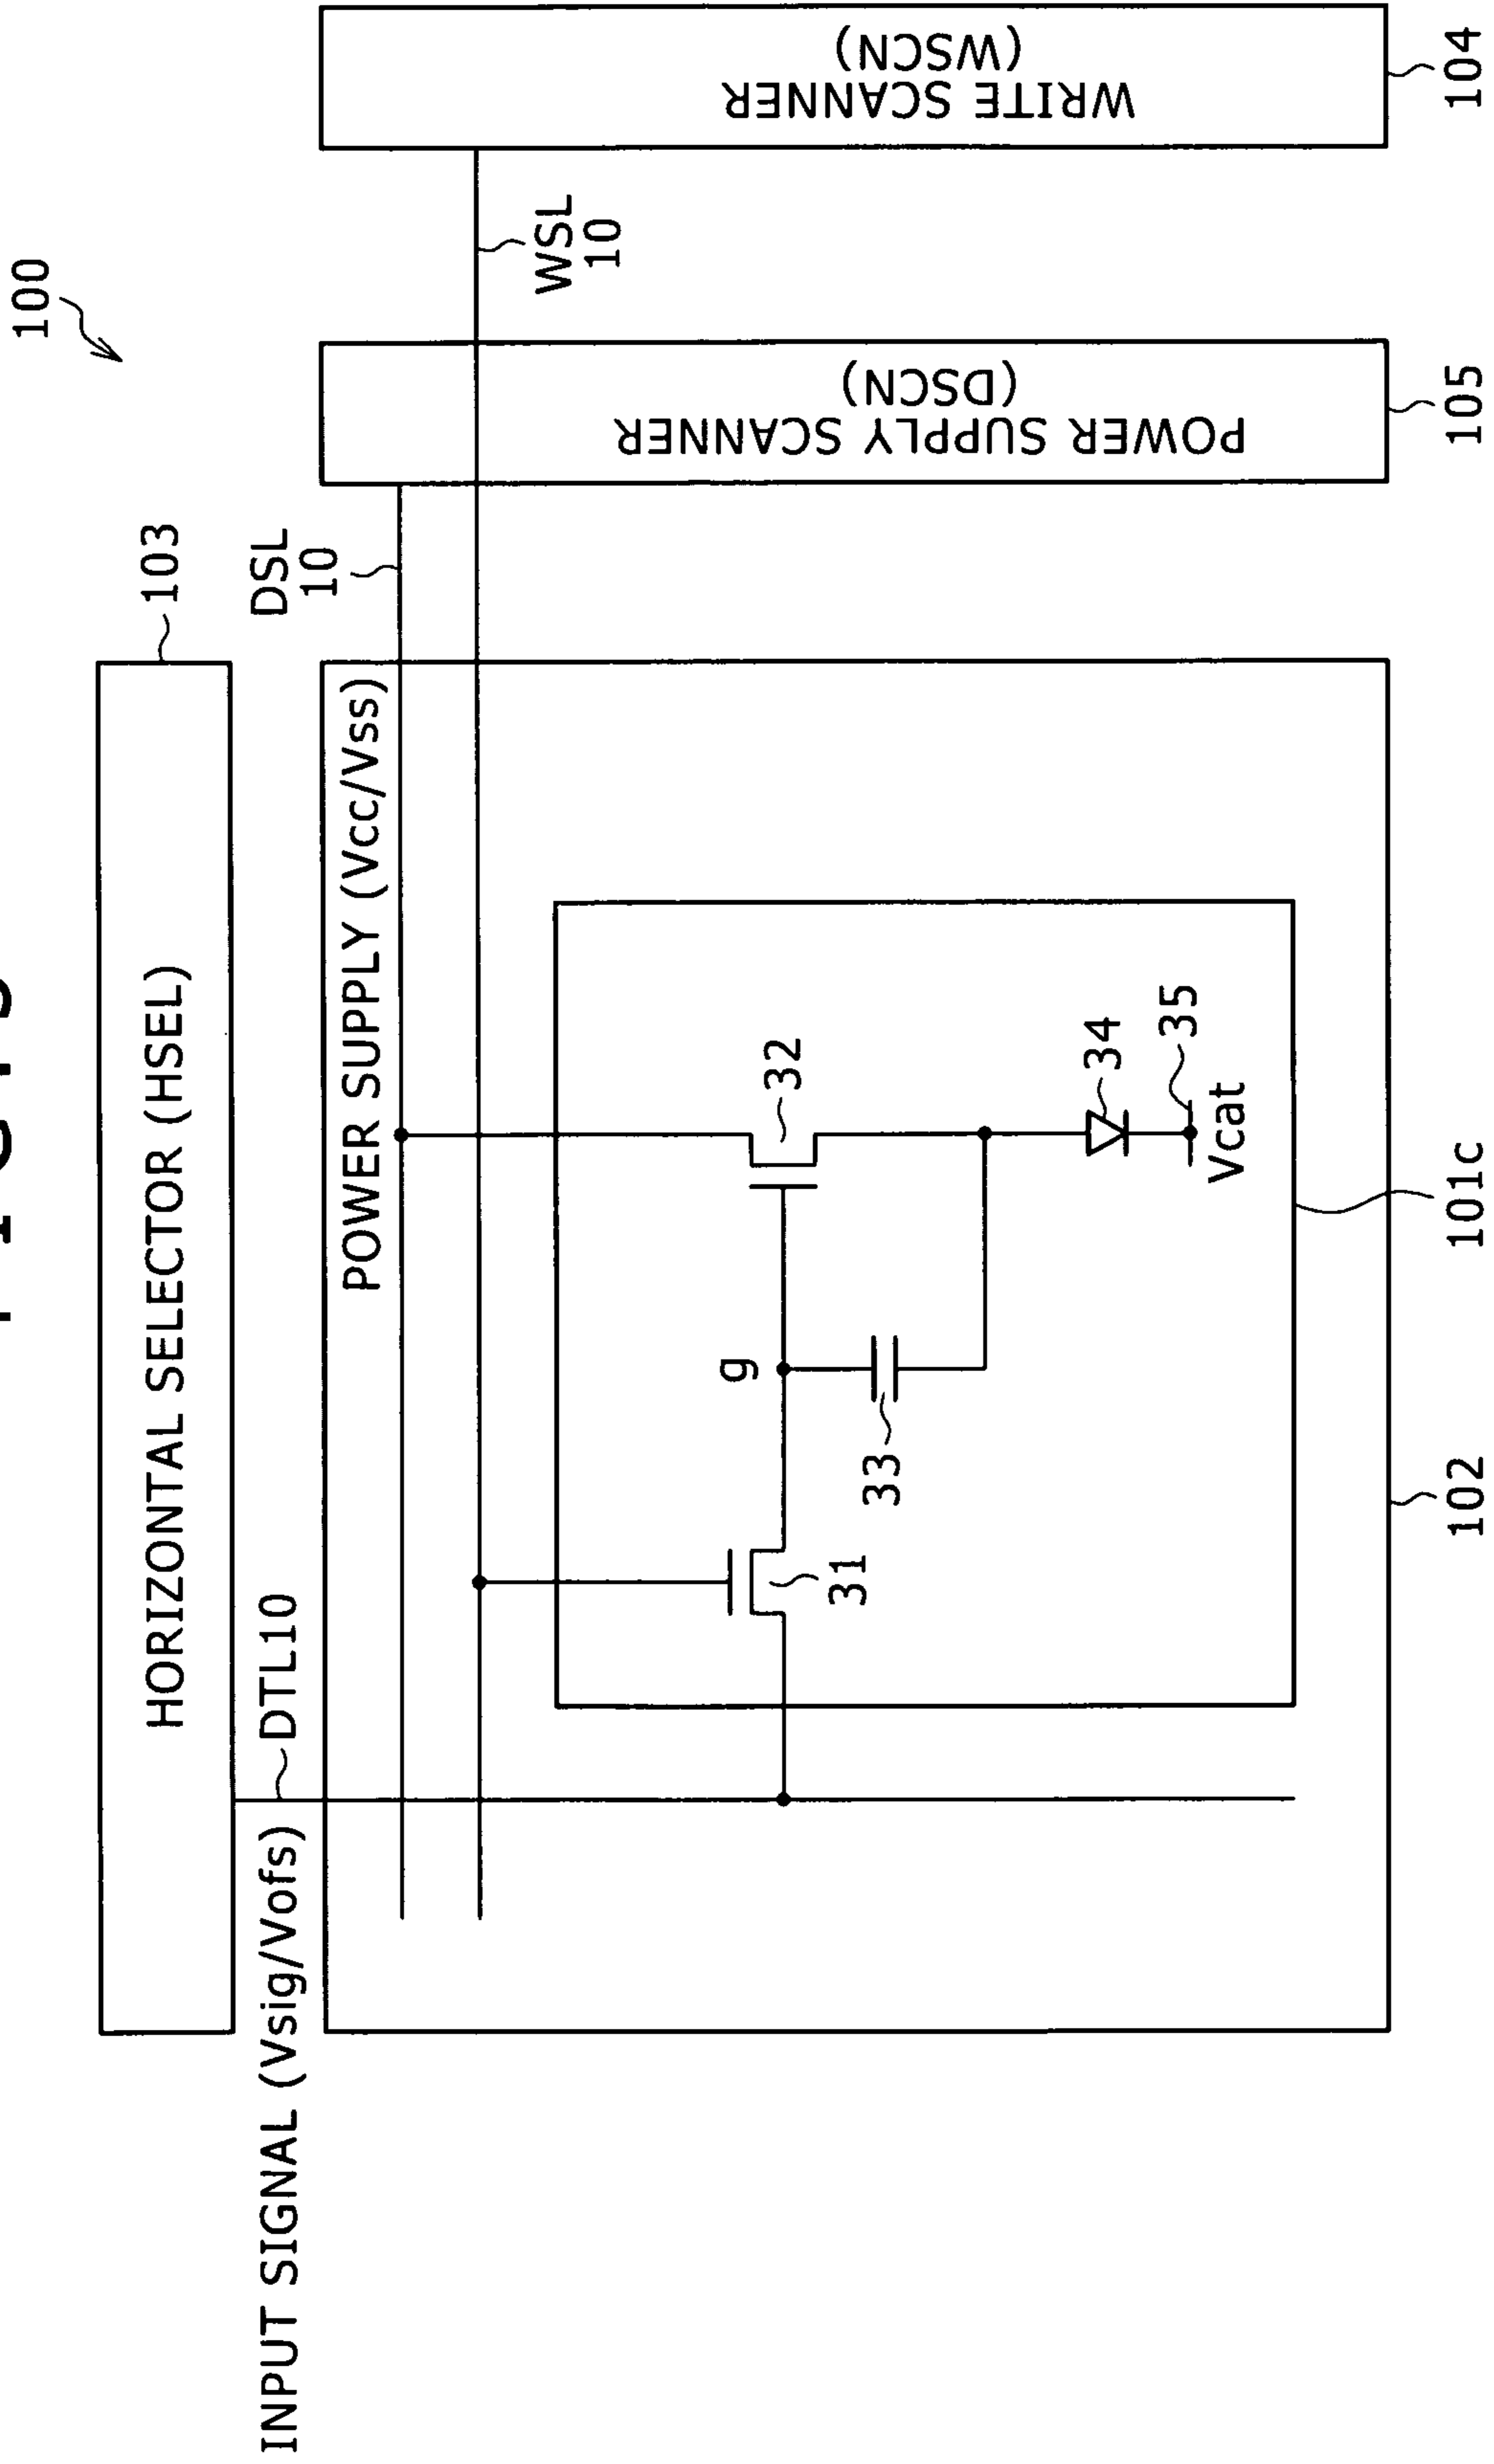 100
HORIZONTAL SELECTOR (HSEL)
103
INPUT SIGNAL (Vsig/Vofs)
DTL10
DSL
10
POWER SUPPLY (Vcc/Vss)
WSL
10
POWER SUPPLY SCANNER
(DSCN)
WRITE SCANNER
(WSCN)
g
31
32
33
34
35
Vcat
102
101c
105
104